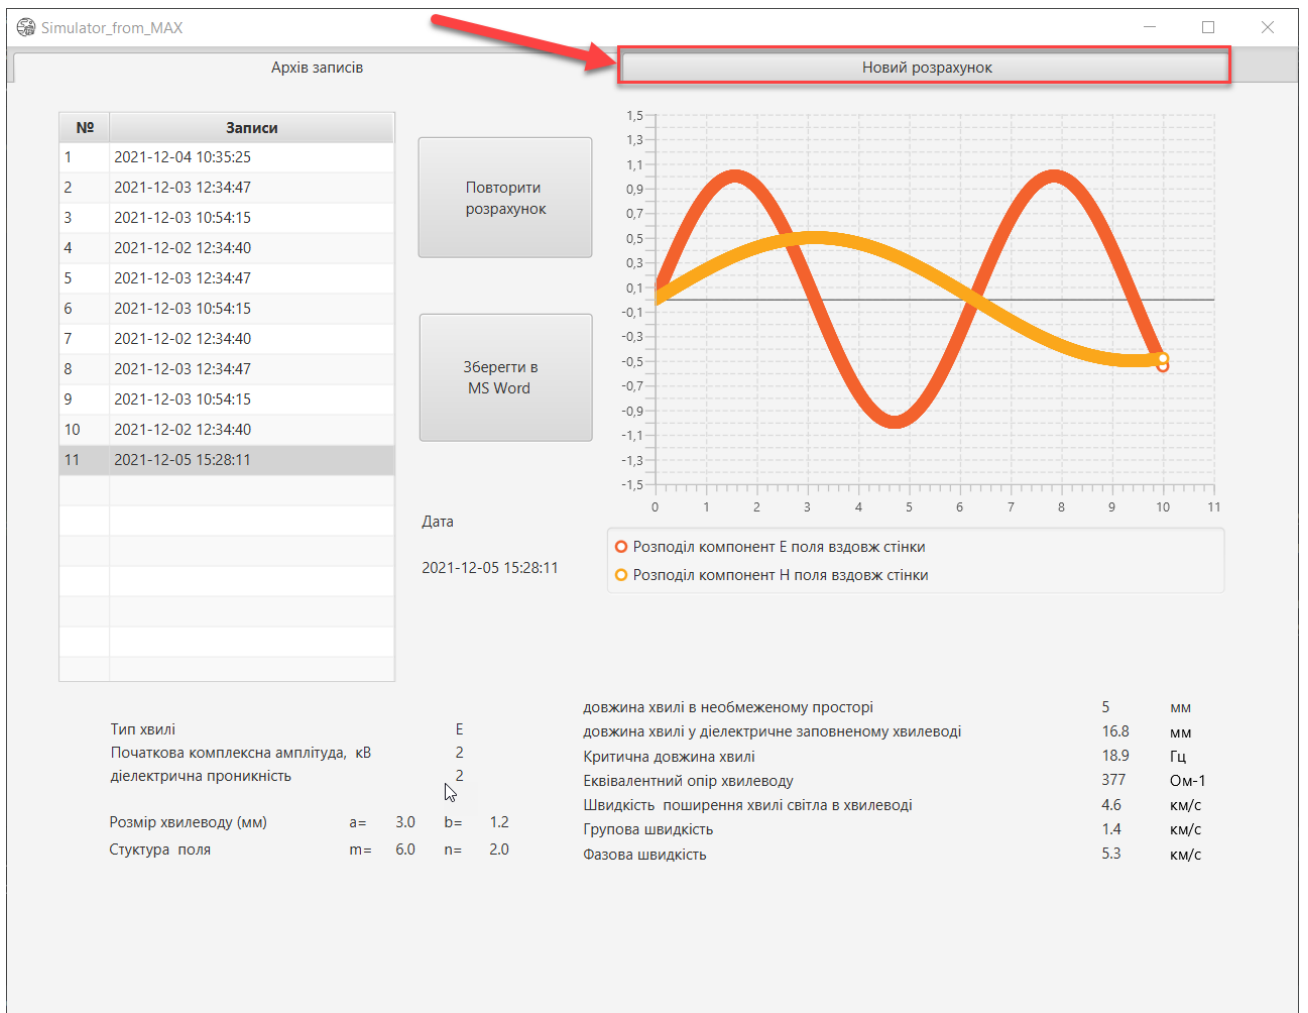 Simulator_from_MAX
Архів записів
Новий розрахунок
№ Записи
1 2021-12-04 10:35:25
2 2021-12-03 12:34:47
3 2021-12-03 10:54:15
4 2021-12-02 12:34:40
5 2021-12-03 12:34:47
6 2021-12-03 10:54:15
7 2021-12-02 12:34:40
8 2021-12-03 12:34:47
9 2021-12-03 10:54:15
10 2021-12-02 12:34:40
11 2021-12-05 15:28:11
Повторити
розрахунок
Зберегти в
MS Word
Дата
2021-12-05 15:28:11
1,5
1,3
1,1
0,9
0,7
0,5
0,3
0,1
-0,1
-0,3
-0,5
-0,7
-0,9
-1,1
-1,3
-1,5
0 1 2 3 4 5 6 7 8 9 10 11
Розподіл компонент Е поля вздовж стінки
Розподіл компонент Н поля вздовж стінки
Тип хвилі E
Початкова комплексна амплітуда, кВ 2
діелектрична проникність 2
Розмір хвилеводу (мм) a= 3.0 b= 1.2
Стуктура поля m= 6.0 n= 2.0
довжина хвилі в необмеженому просторі 5 мм
довжина хвилі у діелектричне заповненому хвилеводі 16.8 мм
Критична довжина хвилі 18.9 Гц
Еквівалентний опір хвилеводу 377 Ом-1
Швидкість поширення хвилі світла в хвилеводі 4.6 км/с
Групова швидкість 1.4 км/с
Фазова швидкість 5.3 км/с